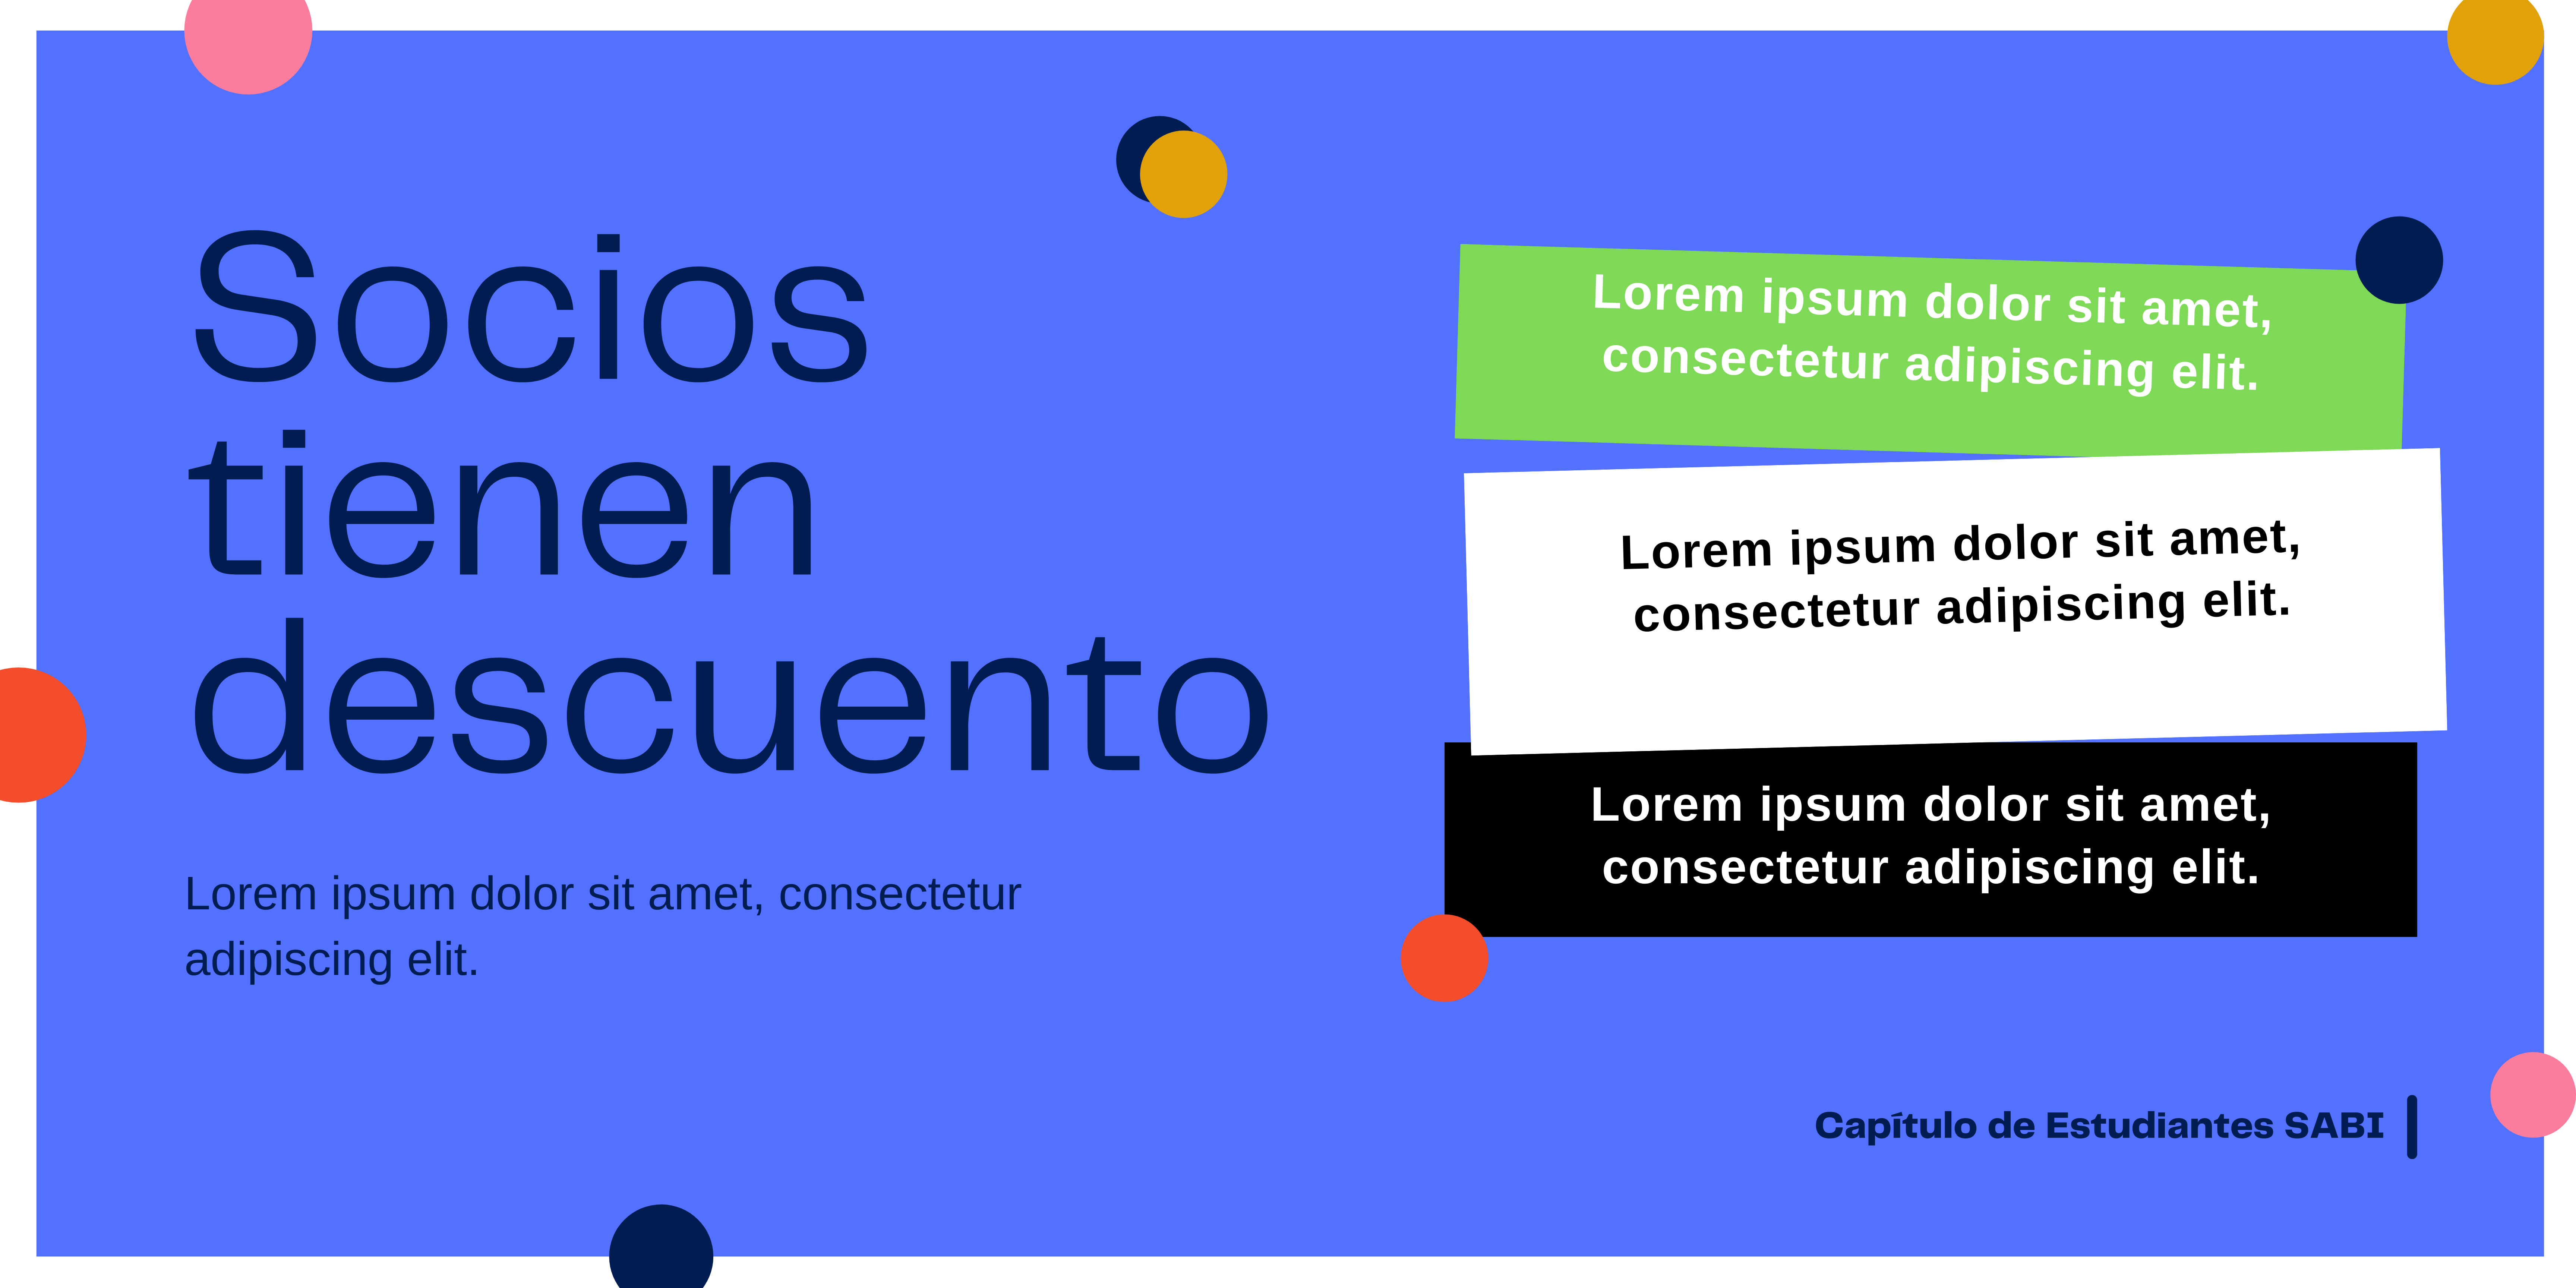 Socios
tienen
descuento
Lorem ipsum dolor sit amet, consectetur
adipiscing elit.
Lorem ipsum dolor sit amet,
consectetur adipiscing elit.
Lorem ipsum dolor sit amet,
consectetur adipiscing elit.
Lorem ipsum dolor sit amet,
consectetur adipiscing elit.
Capítulo de Estudiantes SABI